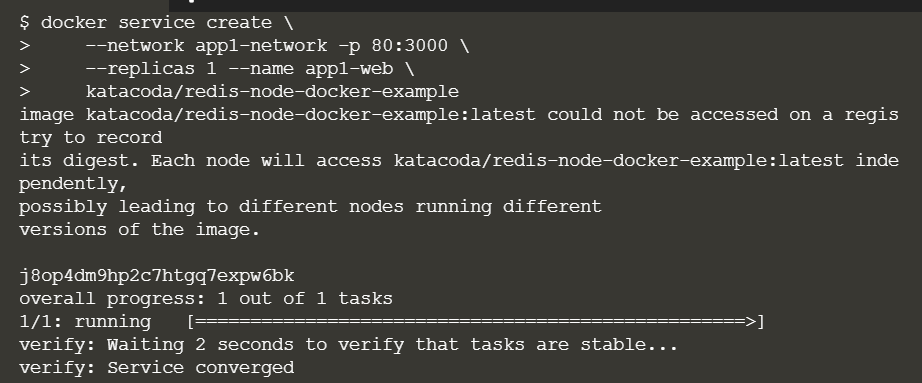 $ docker service create \
>     --network app1-network -p 80:3000 \
>     --replicas 1 --name app1-web \
>     katacoda/redis-node-docker-example
image katacoda/redis-node-docker-example:latest could not be accessed on a regis
try to record
its digest. Each node will access katacoda/redis-node-docker-example:latest inde
pendently,
possibly leading to different nodes running different
versions of the image.

j8op4dm9hp2c7htgq7expw6bk
overall progress: 1 out of 1 tasks
1/1: running   [==================================================>]
verify: Waiting 2 seconds to verify that tasks are stable...
verify: Service converged